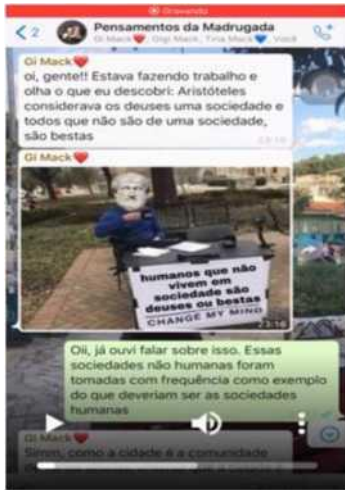 Gravando
2
Pensamentos da Madrugada
Gi Mack❤️, Gigi Mack, Tina Mack💙, Você
Gi Mack❤️
oi, gente!! Estava fazendo trabalho e
olha o que eu descobri: Aristóteles
considerava os deuses uma sociedade e
todos que não são de uma sociedade,
são bestas
Gi Mack❤️
humanos que não
vivem em
sociedade são
deuses ou bestas
CHANGE MY MIND
23:16
Oii, já ouvi falar sobre isso. Essas
sociedades não humanas foram
tomadas com frequência como exemplo
do que deveriam ser as sociedades
humanas
Gi Mack❤️
Simm, como a cidade é a comunidade